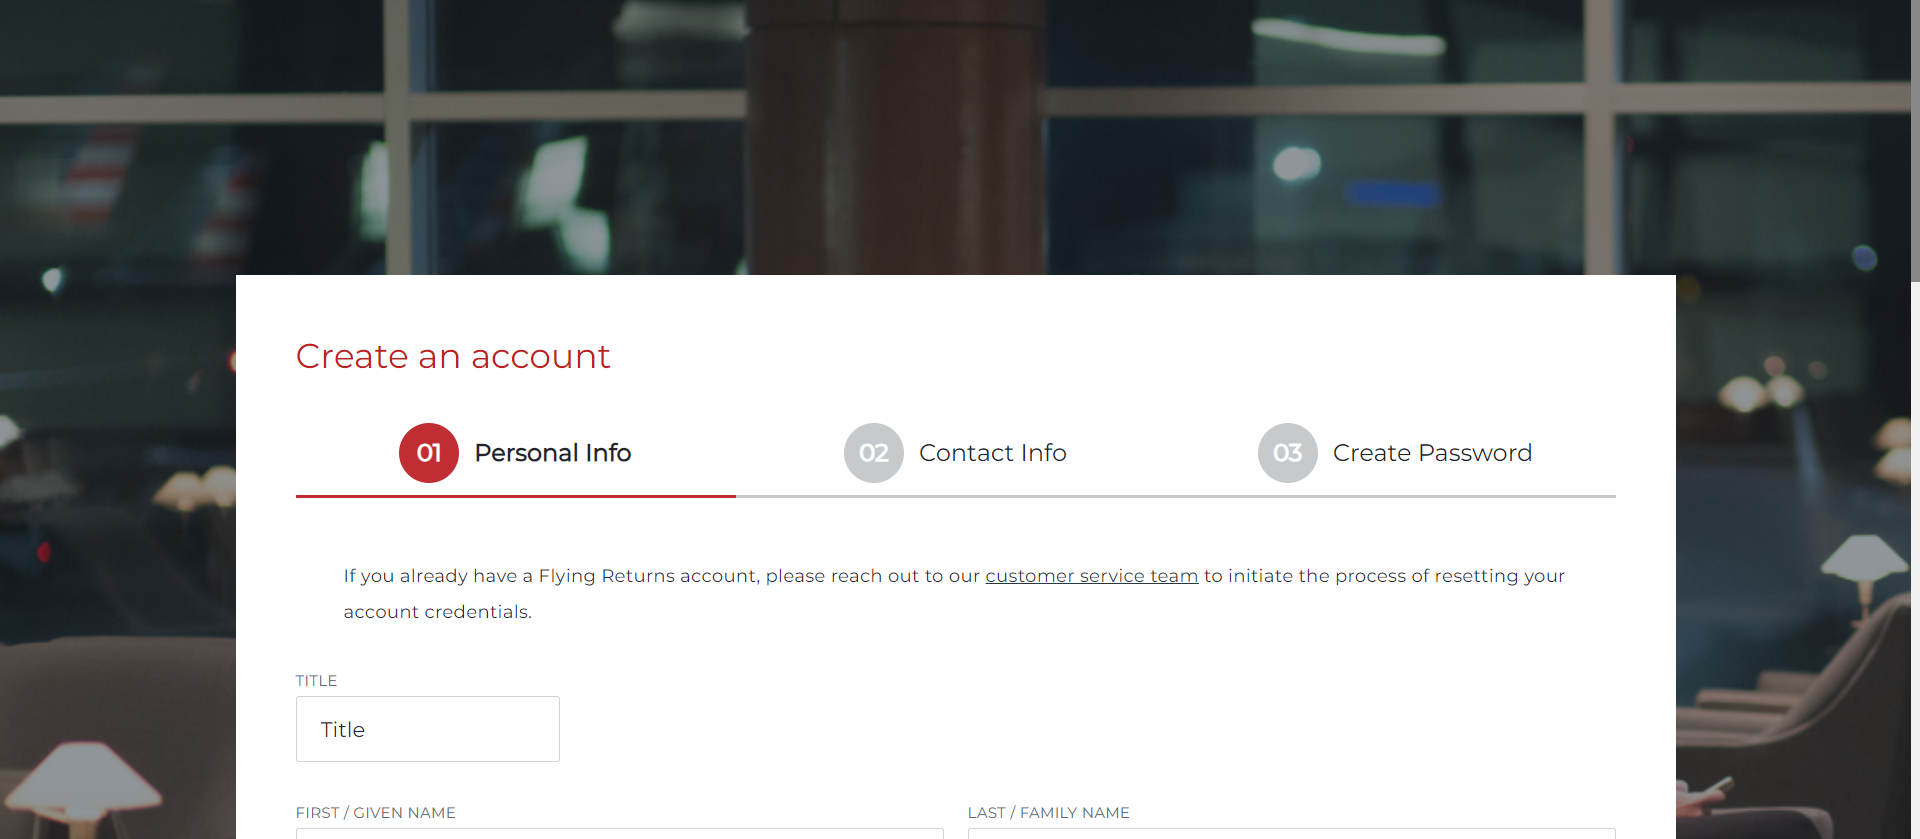 Create an account
01 Personal Info 02 Contact Info 03 Create Password
If you already have a Flying Returns account, please reach out to our customer service team to initiate the process of resetting your
account credentials.
TITLE
Title
FIRST / GIVEN NAME LAST / FAMILY NAME